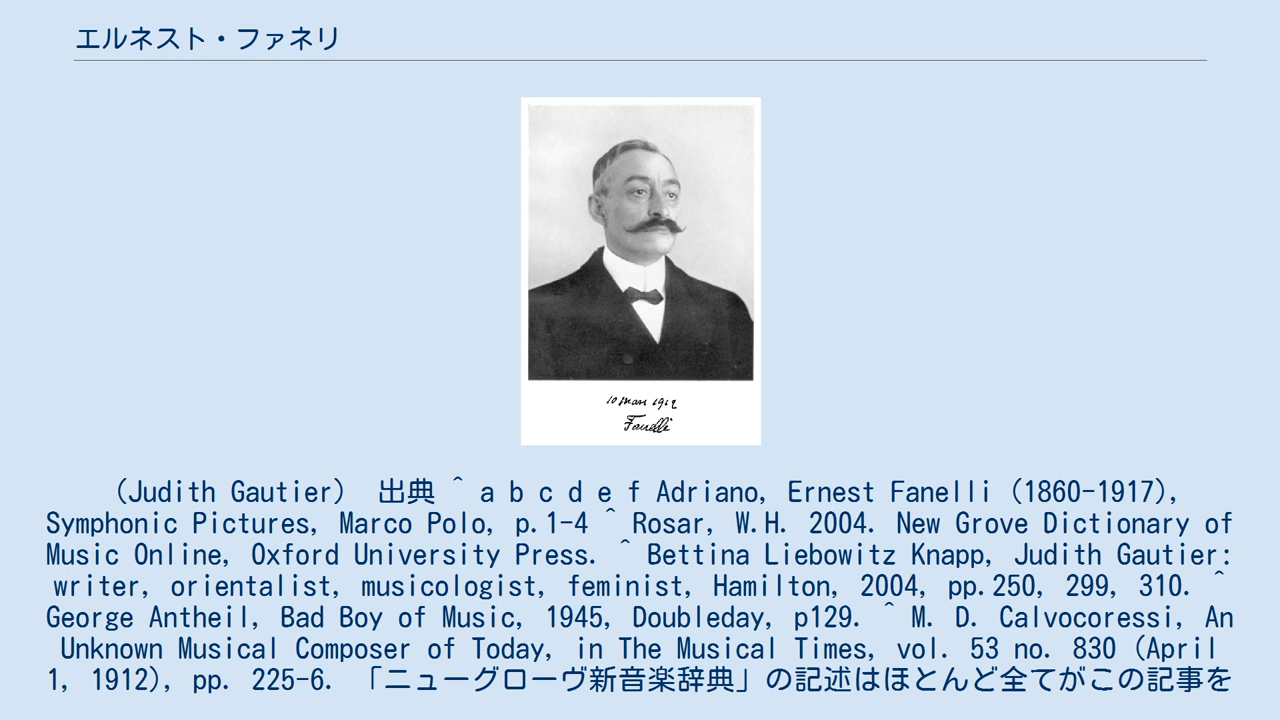 エルネスト・ファネリ
10 mars 1912
Fanelli
(Judith Gautier) 出典 ^ a b c d e f Adriano, Ernest Fanelli (1860-1917),
Symphonic Pictures, Marco Polo, p.1-4 ^ Rosar, W.H. 2004. New Grove Dictionary of
Music Online, Oxford University Press. ^ Bettina Liebowitz Knapp, Judith Gautier:
writer, orientalist, musicologist, feminist, Hamilton, 2004, pp.250, 299, 310. ^
George Antheil, Bad Boy of Music, 1945, Doubleday, p129. ^ M. D. Calvocoressi, An
Unknown Musical Composer of Today, in The Musical Times, vol. 53 no. 830 (April
1, 1912), pp. 225-6. 「ニューグローヴ新音楽辞典」の記述はほとんど全てがこの記事を